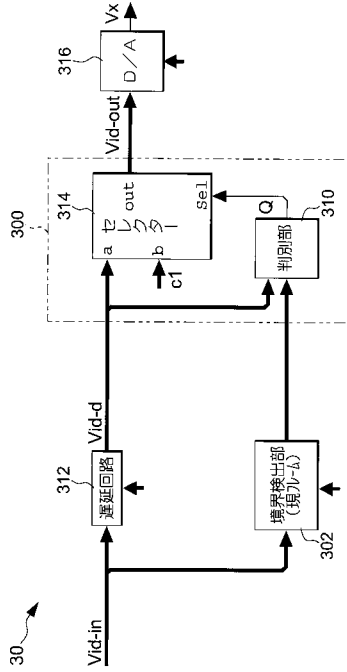 30
Vid-in
312
遅延回路
Vid-d
300
314
a
セレクター
out
b
Sel
c1
Vid-out
316
D/A
Vx
302
境界検出部
(現フレーム)
判別部
310
Q